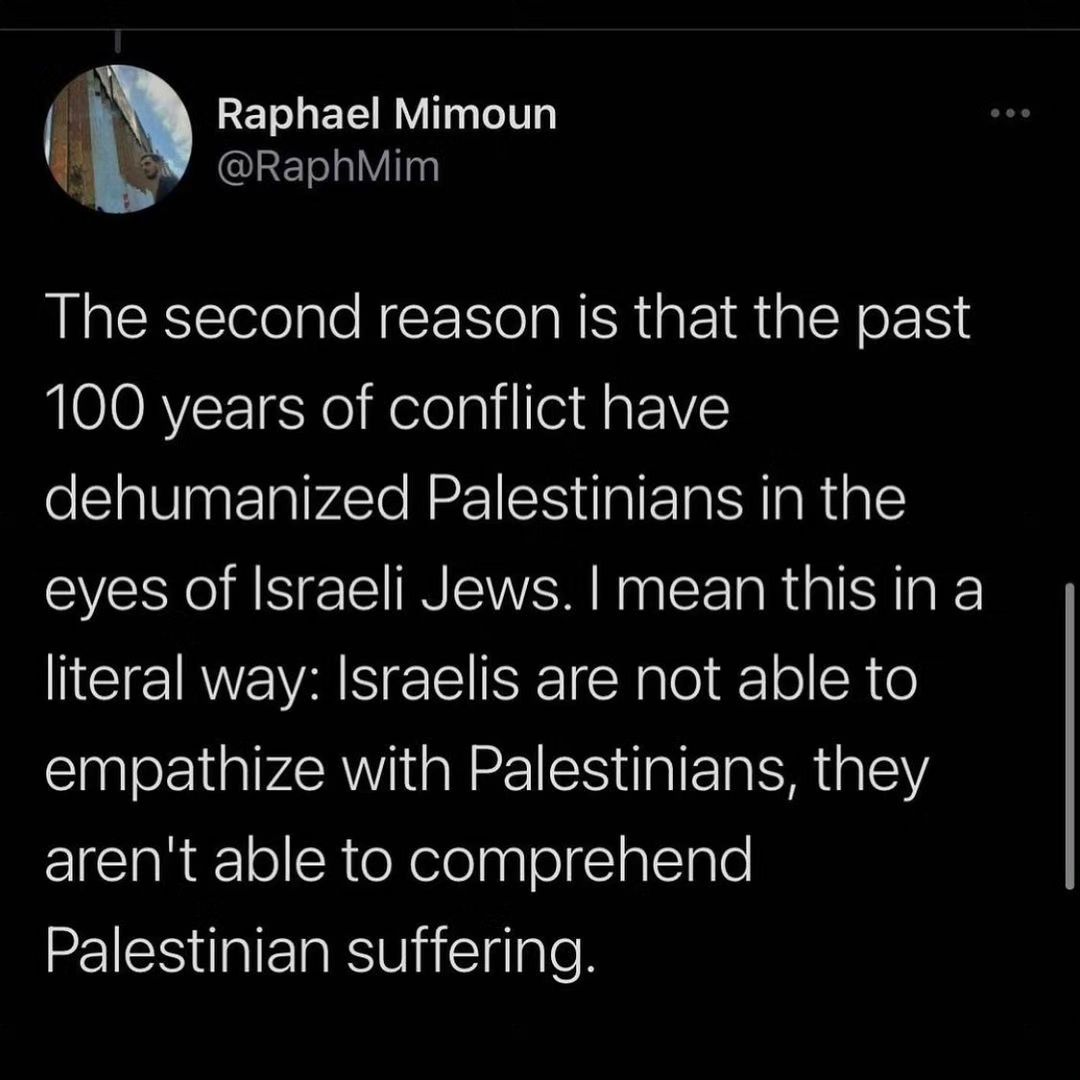 Raphael Mimoun
@RaphMim
The second reason is that the past
100 years of conflict have
dehumanized Palestinians in the
eyes of Israeli Jews. I mean this in a
literal way: Israelis are not able to
empathize with Palestinians, they
aren't able to comprehend
Palestinian suffering.